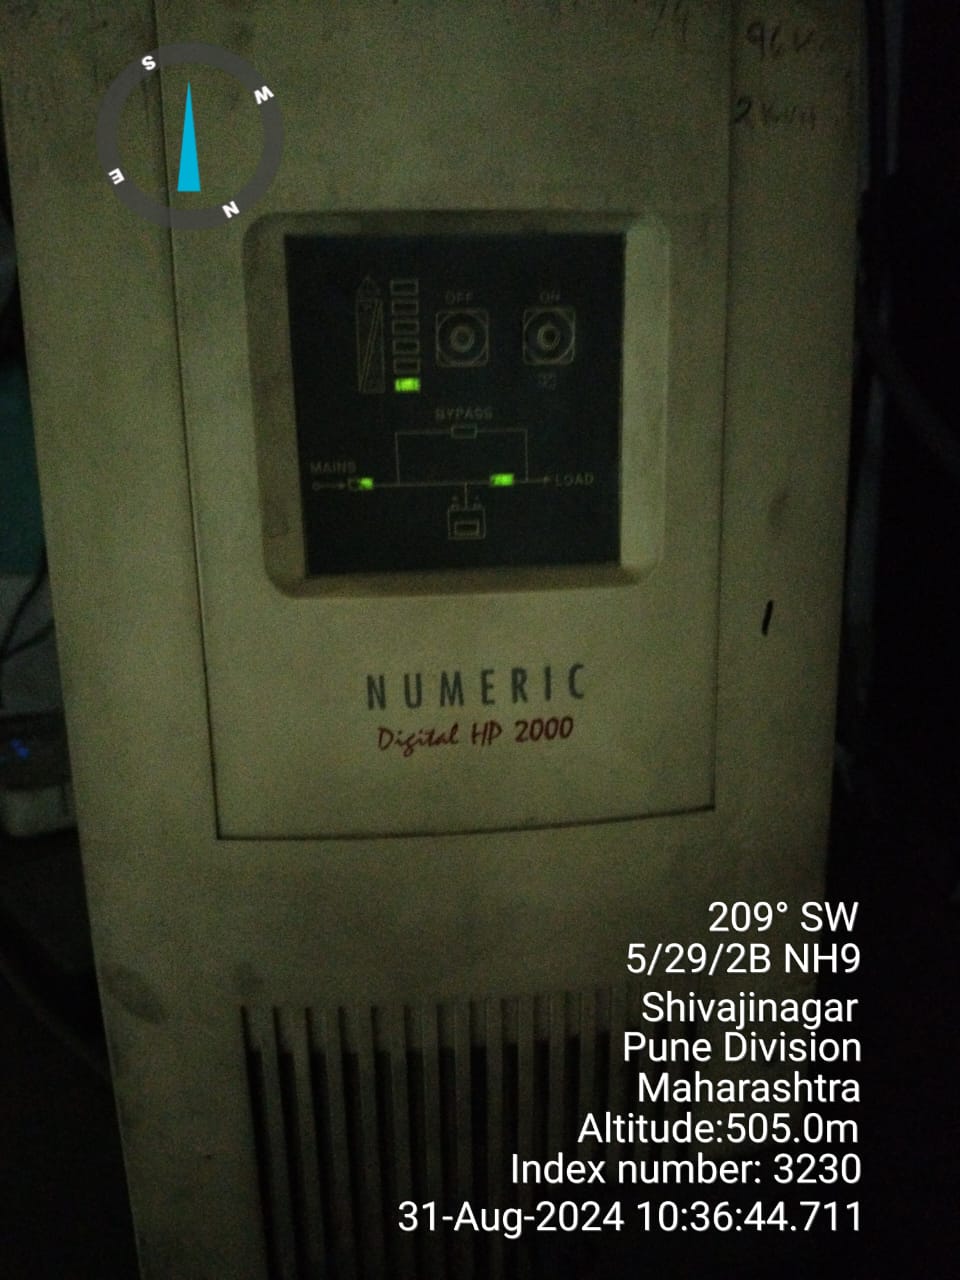 S
W
E
N
96V
OFF
ON
BYPASS
MAINS
LOAD
NUMERIC
Digital HP 2000
209° SW
5/29/2B NH9
Shivajinagar
Pune Division
Maharashtra
Altitude:505.0m
Index number: 3230
31-Aug-2024 10:36:44.711